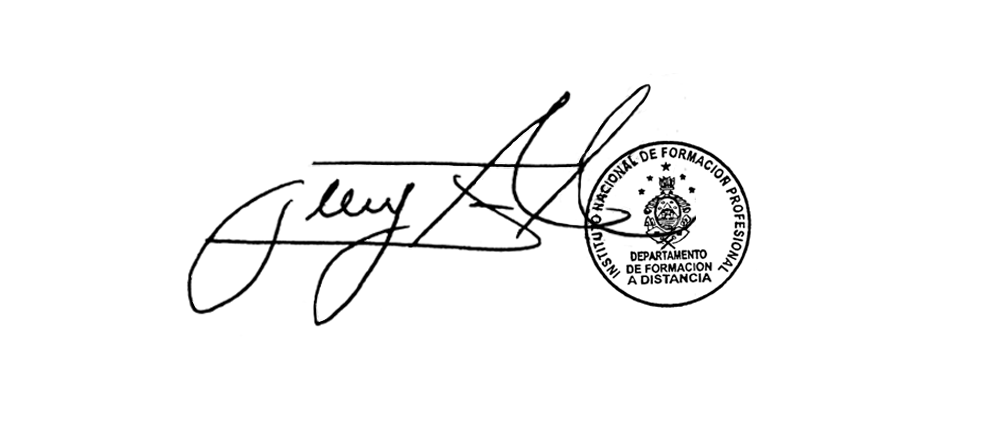 INSTITUTO NACIONAL DE FORMACION PROFESIONAL
DEPARTAMENTO
DE FORMACION
A DISTANCIA